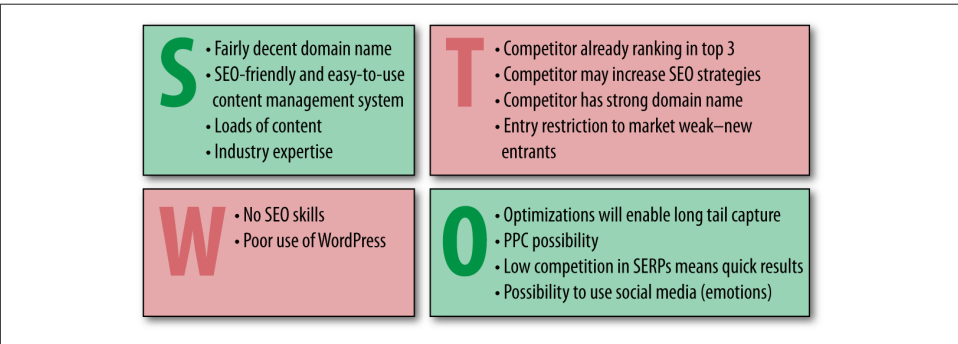 S
• Fairly decent domain name
• SEO-friendly and easy-to-use
content management system
• Loads of content
• Industry expertise
T
• Competitor already ranking in top 3
• Competitor may increase SEO strategies
• Competitor has strong domain name
• Entry restriction to market weak–new
entrants
W
• No SEO skills
• Poor use of WordPress
O
• Optimizations will enable long tail capture
• PPC possibility
• Low competition in SERPs means quick results
• Possibility to use social media (emotions)